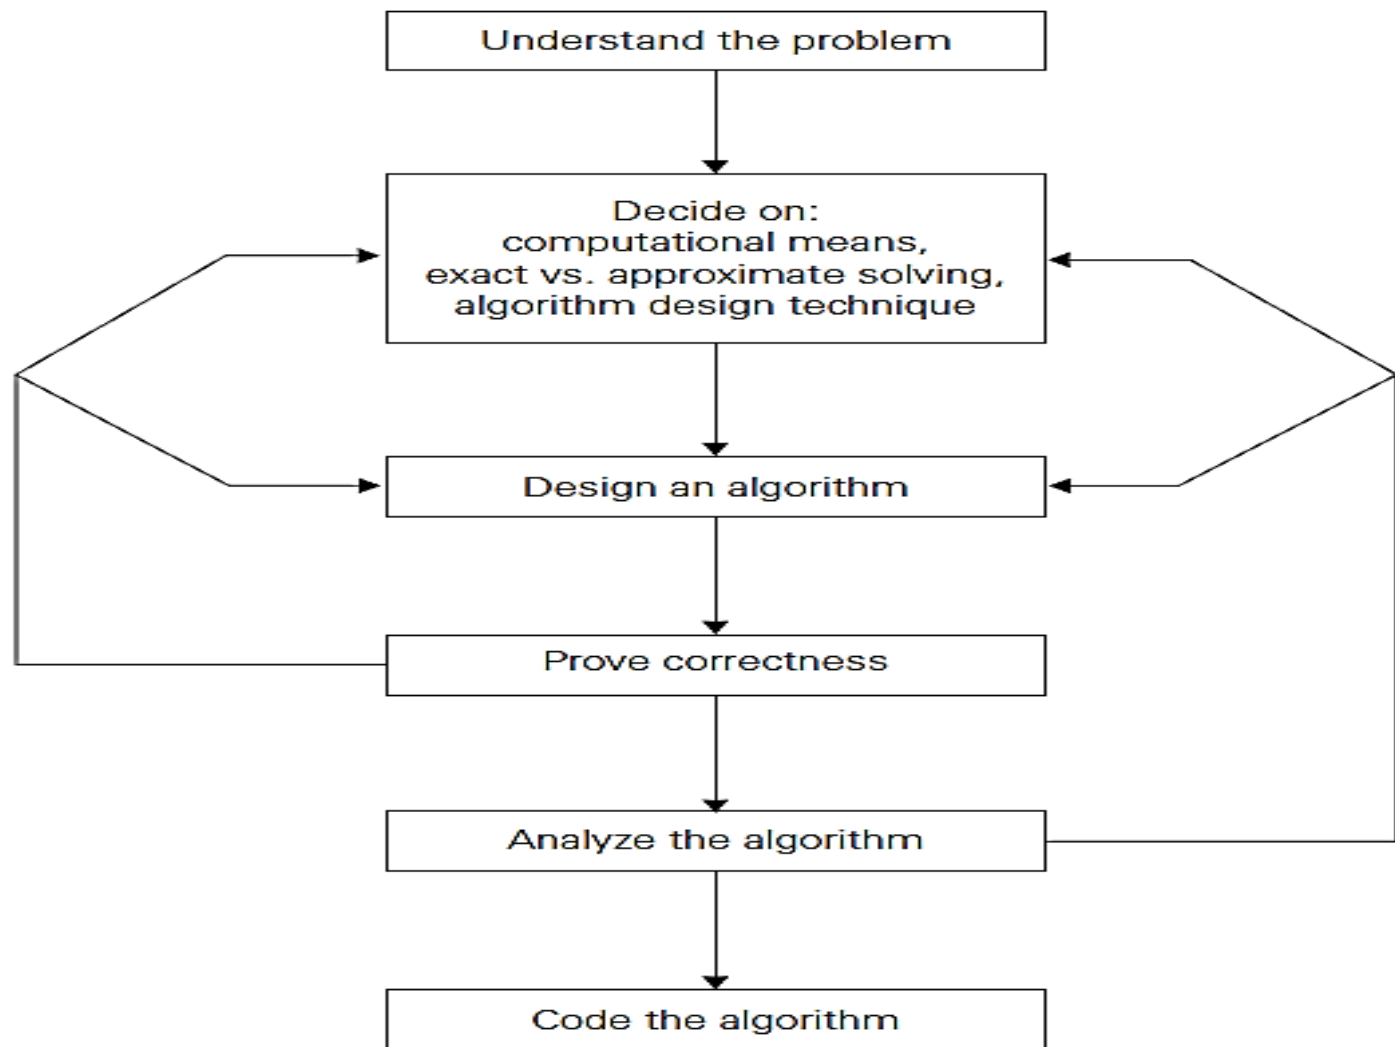 Understand the problem
Decide on:
computational means,
exact vs. approximate solving,
algorithm design technique
Design an algorithm
Prove correctness
Analyze the algorithm
Code the algorithm